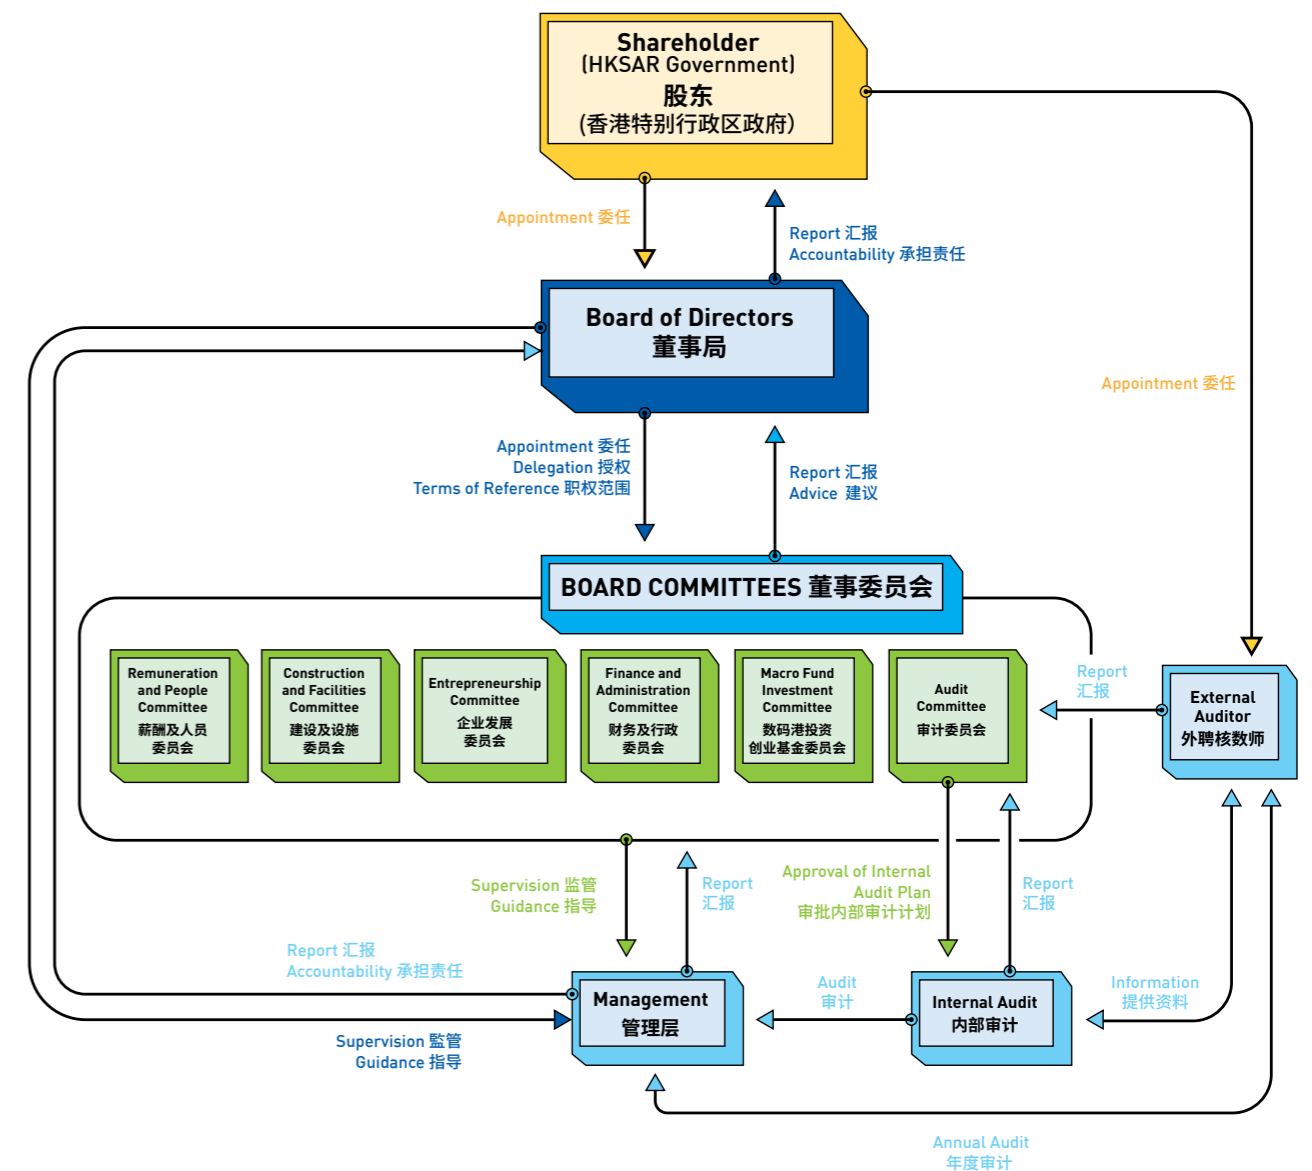 Shareholder
(HKSAR Government)
股东
(香港特别行政区政府）
Appointment 委任
Report 汇报
Accountability 承担责任
Board of Directors
董事局
Appointment 委任
Appointment 委任
Delegation 授权
Terms of Reference 职权范围
Report 汇报
Advice 建议
BOARD COMMITTEES 董事委员会
Remuneration
and People
Committee
薪酬及人员
委员会
Construction
and Facilities
Committee
建设及设施
委员会
Entrepreneurship
Committee
企业发展
委员会
Finance and
Administration
Committee
财务及行政
委员会
Macro Fund
Investment
Committee
数码港投资
创业基金委员会
Audit
Committee
审计委员会
Report
汇报
External
Auditor
外聘核数师
Supervision 监管
Guidance 指导
Report
汇报
Approval of Internal
Audit Plan
审批内部审计计划
Report
汇报
Report 汇报
Accountability 承担责任
Management
管理层
Audit
审计
Internal Audit
内部审计
Information
提供资料
Supervision 監管
Guidance 指导
Annual Audit
年度审计